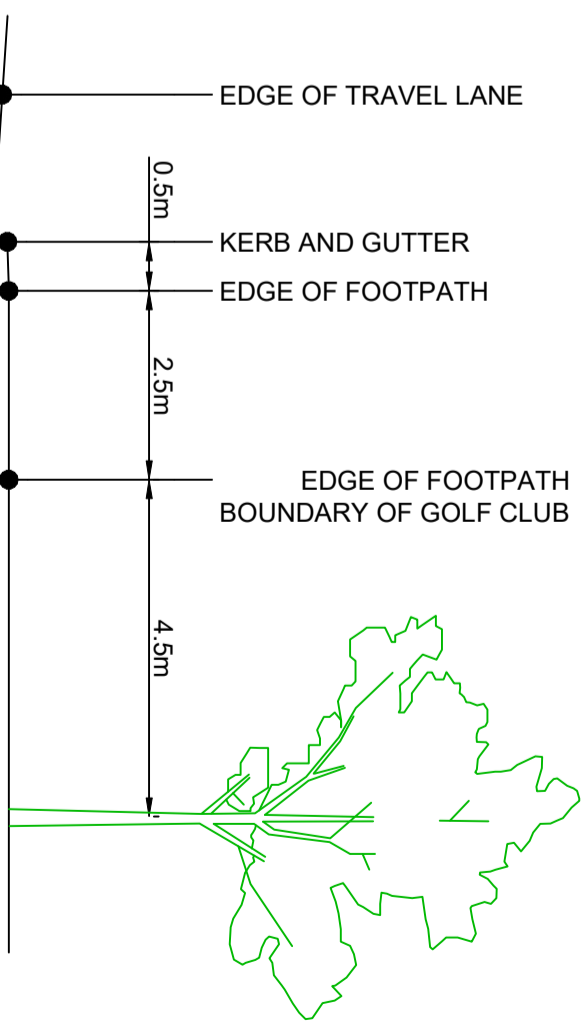 EDGE OF TRAVEL LANE
0.5m
KERB AND GUTTER
EDGE OF FOOTPATH
2.5m
EDGE OF FOOTPATH
BOUNDARY OF GOLF CLUB
4.5m